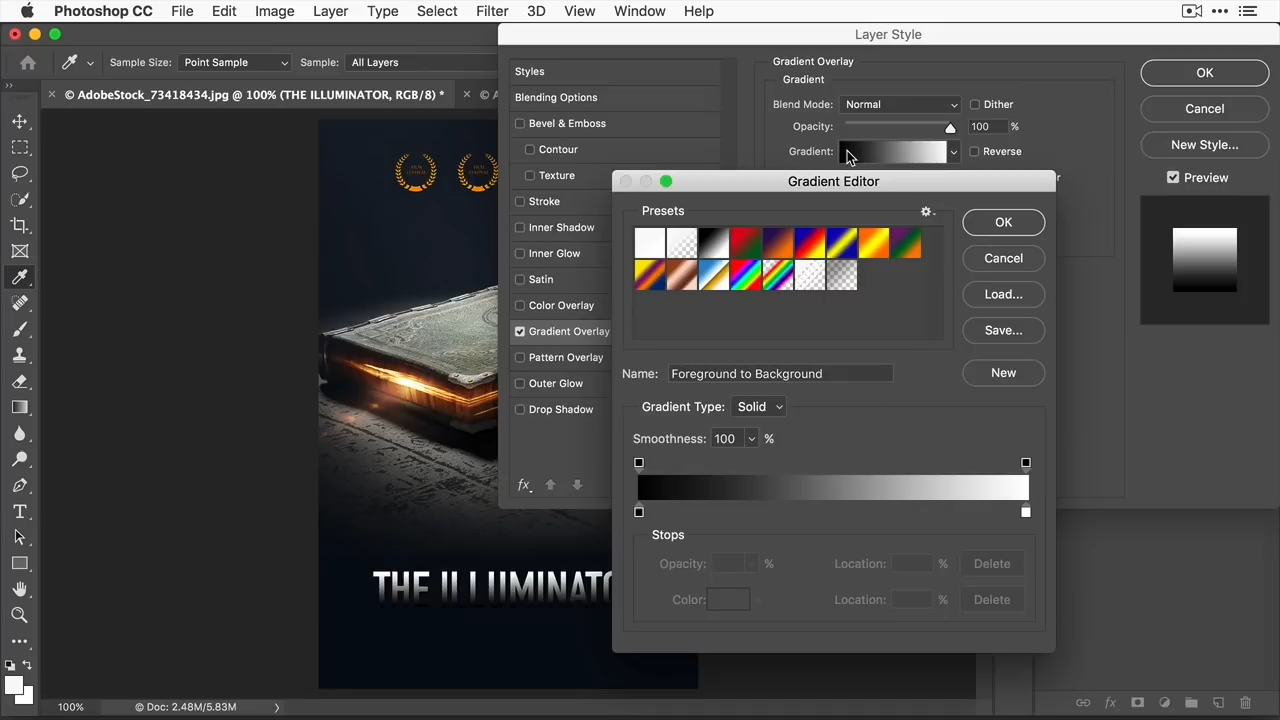 Photoshop CC File Edit Image Layer Type Select Filter 3D View Window Help
Layer Style
Sample Size: Point Sample Sample: All Layers
© AdobeStock_73418434.jpg @ 100% (THE ILLUMINATOR, RGB/8) *
Styles
Blending Options
Bevel & Emboss
Contour
Texture
Stroke
Inner Shadow
Inner Glow
Satin
Color Overlay
Gradient Overlay
Pattern Overlay
Outer Glow
Drop Shadow
fx
Gradient Overlay
Gradient
Blend Mode: Normal Dither
Opacity: 100 %
Gradient: Reverse
OK
Cancel
New Style...
Preview
Gradient Editor
Presets
OK
Cancel
Load...
Save...
Name: Foreground to Background New
Gradient Type: Solid
Smoothness: 100 %
Stops
Opacity: % Location: % Delete
Color: Location: % Delete
THE ILLUMINATO
100% © Doc: 2.48M/5.83M
fx